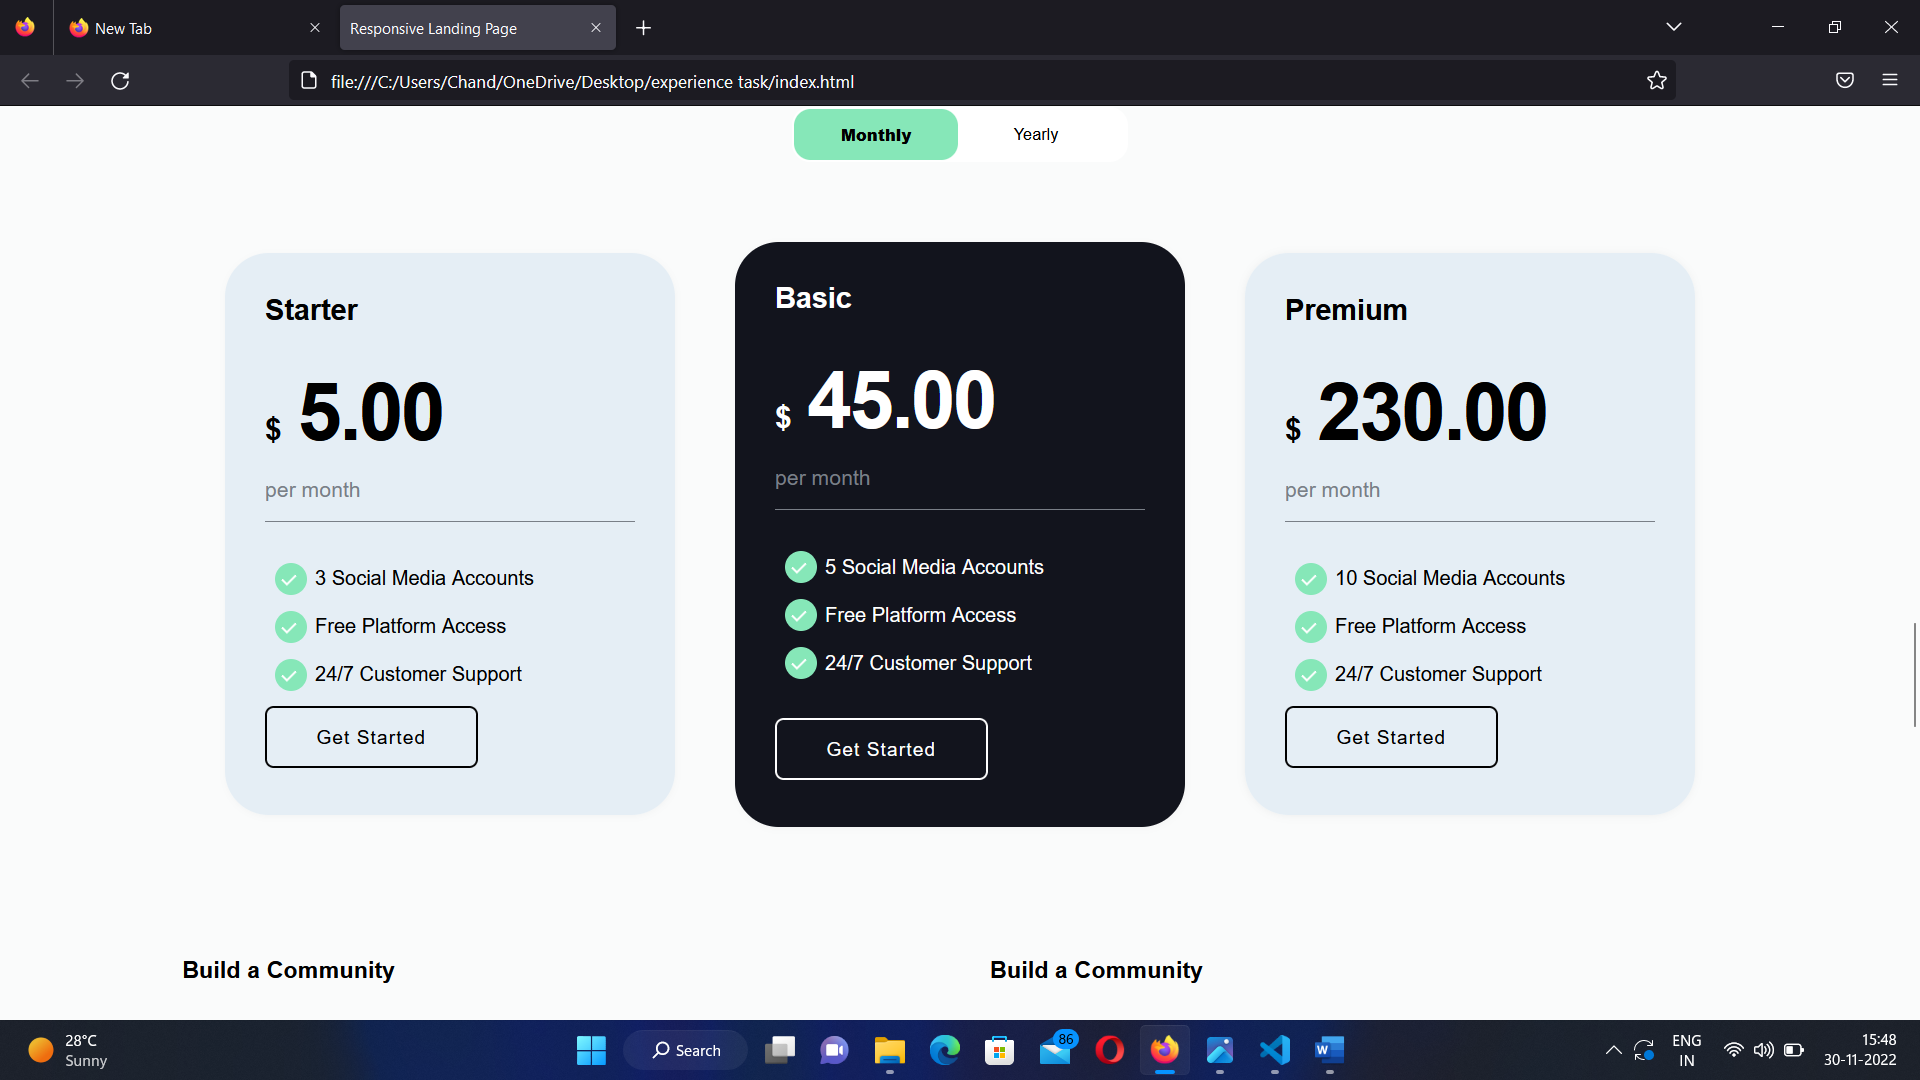 New Tab
Responsive Landing Page
file:///C:/Users/Chand/OneDrive/Desktop/experience task/index.html
Monthly
Yearly
Starter
$ 5.00
per month
3 Social Media Accounts
Free Platform Access
24/7 Customer Support
Get Started
Basic
$ 45.00
per month
5 Social Media Accounts
Free Platform Access
24/7 Customer Support
Get Started
Premium
$ 230.00
per month
10 Social Media Accounts
Free Platform Access
24/7 Customer Support
Get Started
Build a Community
Build a Community
28°C
Sunny
Search
86
W
ENG
IN
15:48
30-11-2022